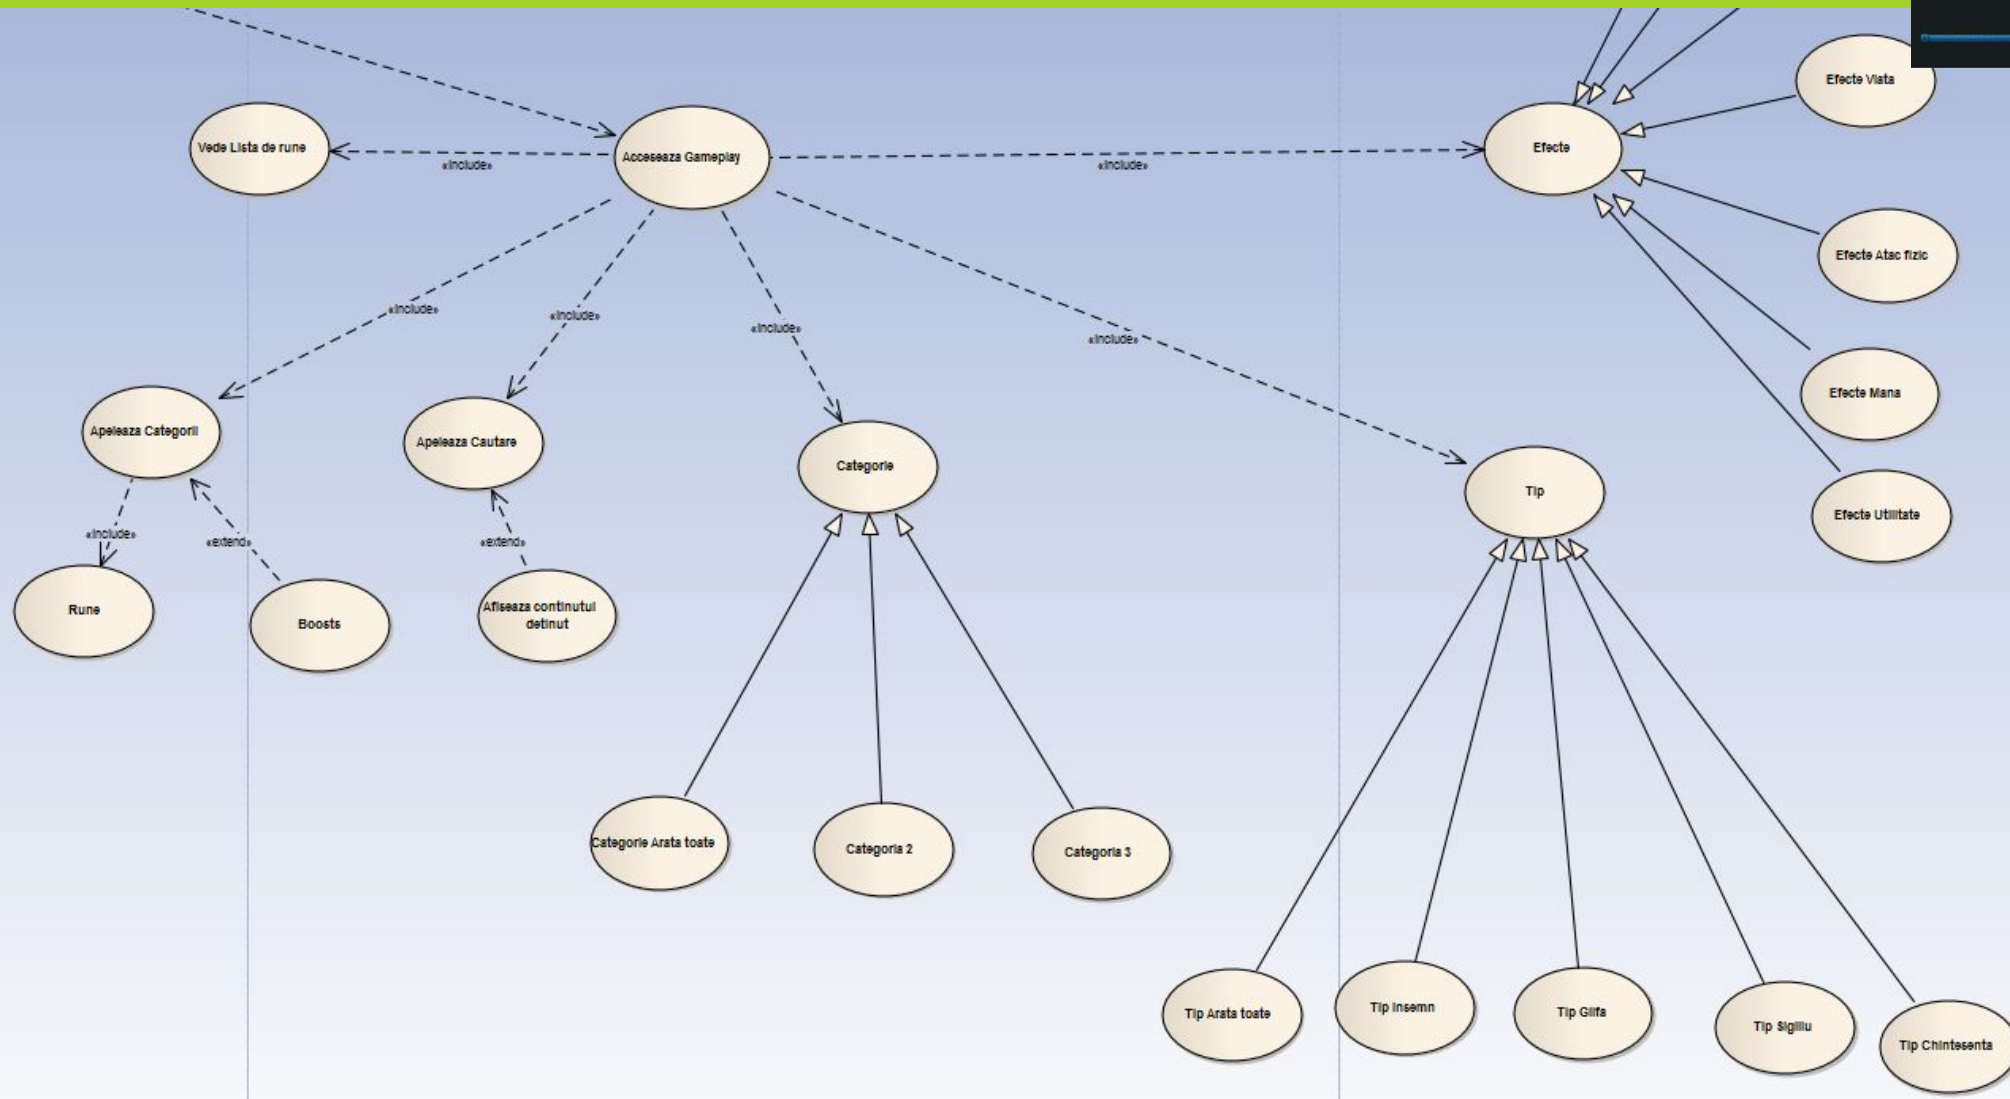 Efecte Viata
Vede Lista de rune
«include»
Acceseaza Gameplay
«include»
Efecte
Efecte Atac fizic
«include»
«include»
«include»
«include»
Efecte Mana
Apeleaza Categorii
Apeleaza Cautare
Categorie
Tip
Efecte Utilitate
«include»
«extend»
«extend»
Rune
Boosts
Afiseaza continutul
detinut
Categorie Arata toate
Categoria 2
Categoria 3
Tip Arata toate
Tip Insemn
Tip Glifa
Tip Sigiliu
Tip Chintesenta